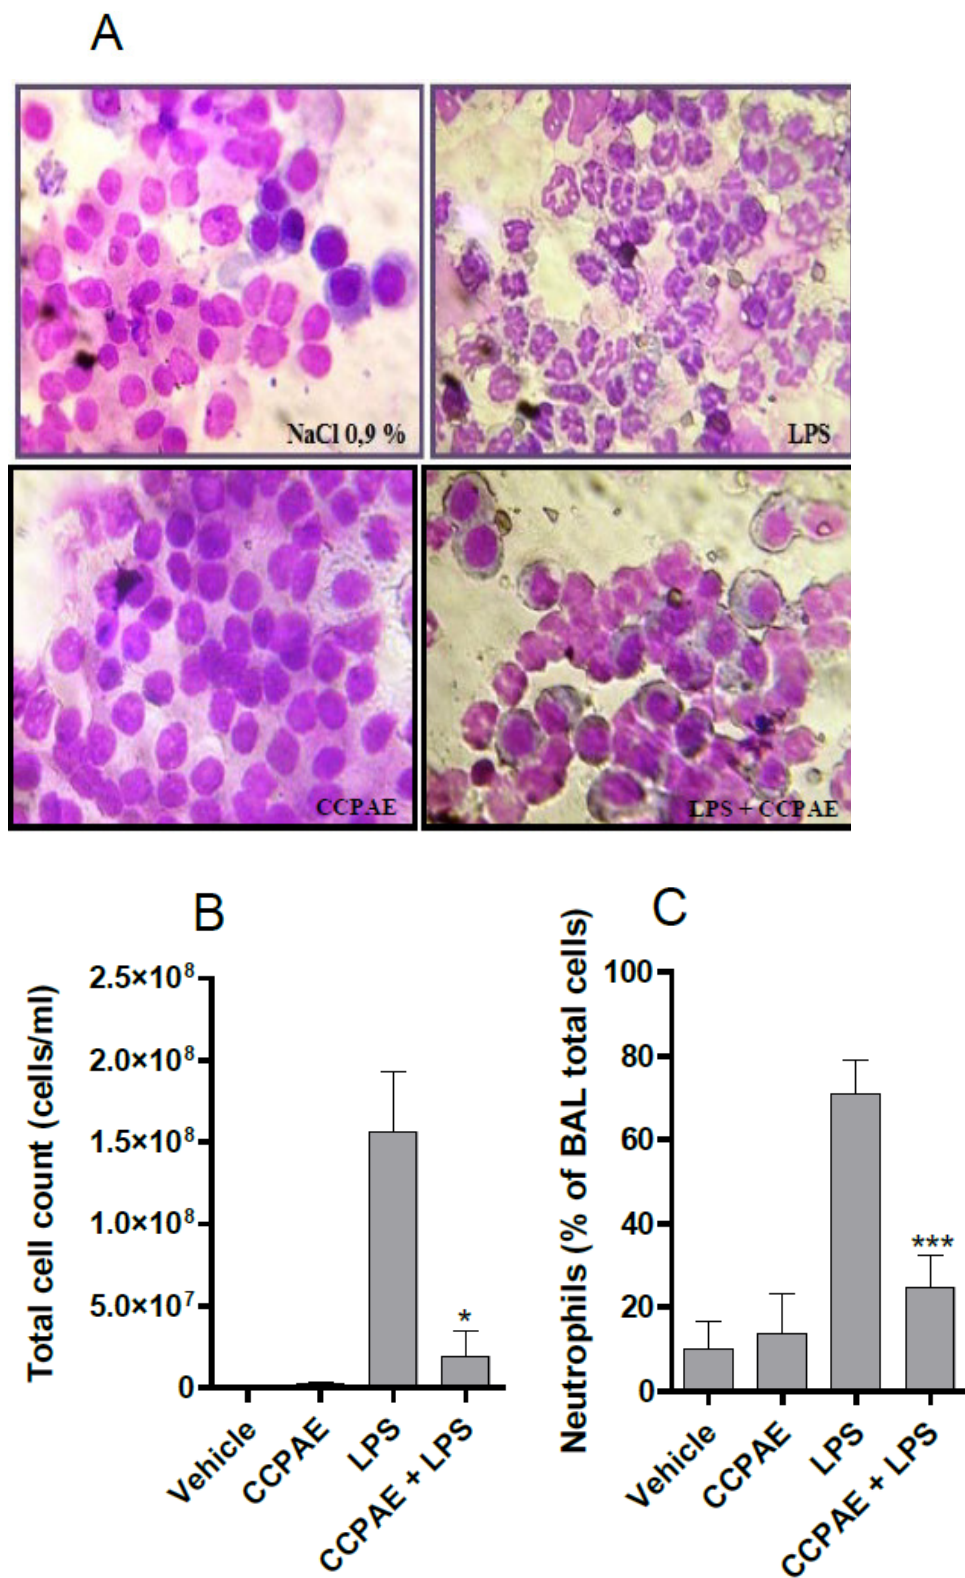 A
NaCl 0,9 %
LPS
CCPAE
LPS + CCPAE
B
Total cell count (cells/ml)
2.5×10⁸
2.0×10⁸
1.5×10⁸
1.0×10⁸
5.0×10⁷
0
*
Vehicle
CCPAE
LPS
CCPAE + LPS
C
Neutrophils (% of BAL total cells)
100
80
60
40
20
0
***
Vehicle
CCPAE
LPS
CCPAE + LPS